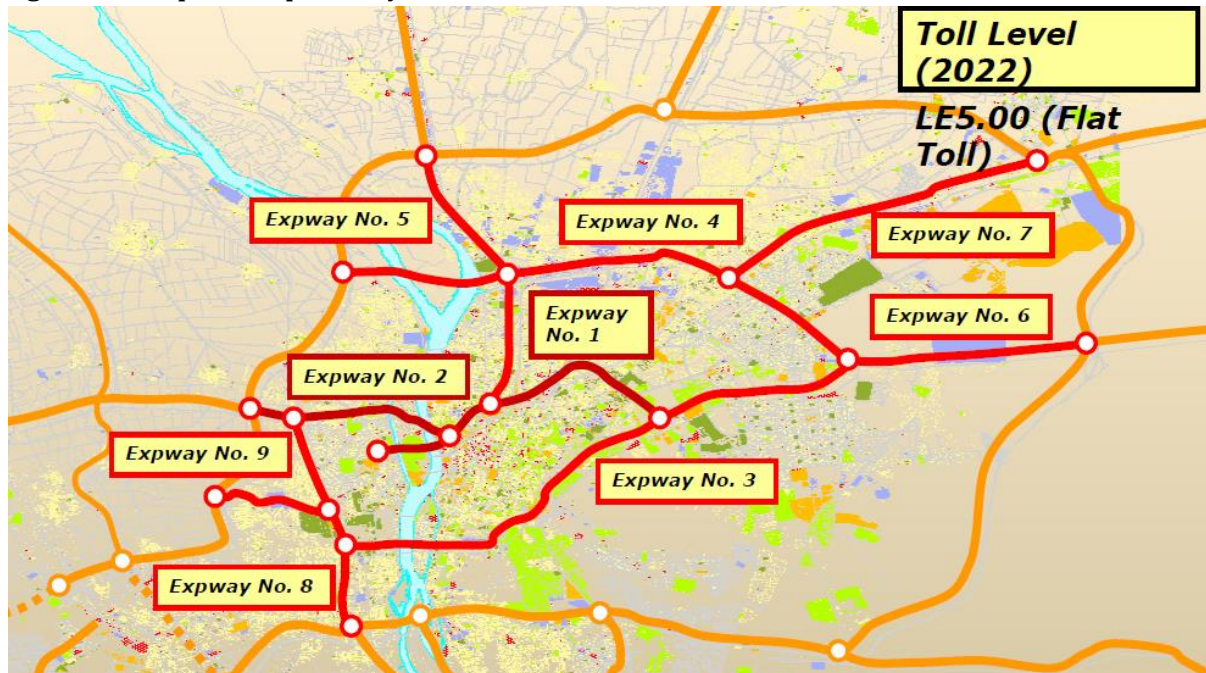 Toll Level
(2022)
LE5.00 (Flat
Toll)
Expway No. 5
Expway No. 4
Expway No. 7
Expway
No. 1
Expway No. 6
Expway No. 2
Expway No. 9
Expway No. 3
Expway No. 8